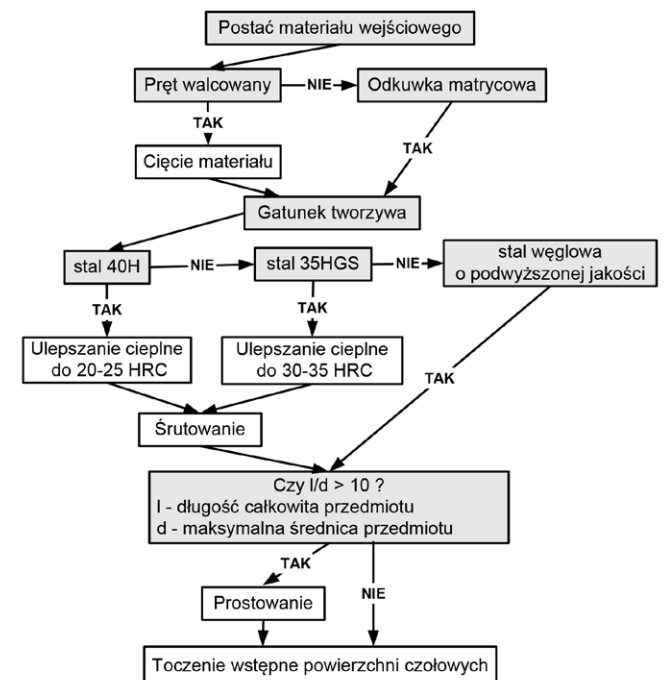 Postać materiału wejściowego
Pręt walcowany
NIE
Odkuwka matrycowa
TAK
TAK
Cięcie materiału
Gatunek tworzywa
stal 40H
NIE
stal 35HGS
NIE
stal węglowa
o podwyższonej jakości
TAK
TAK
Ulepszanie cieplne
do 20-25 HRC
Ulepszanie cieplne
do 30-35 HRC
TAK
Śrutowanie
Czy l/d > 10 ?
l - długość całkowita przedmiotu
d - maksymalna średnica przedmiotu
TAK
NIE
Prostowanie
Toczenie wstępne powierzchni czołowych